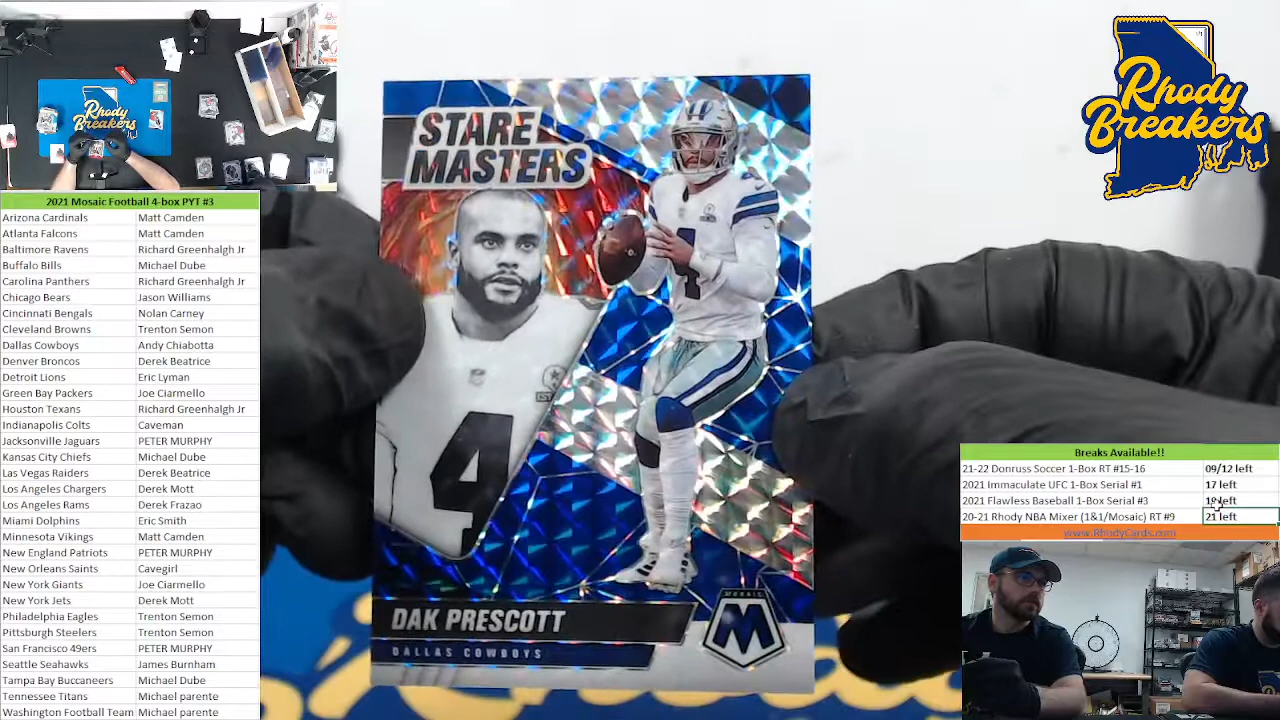 Rhody
Breakers
STARE
MASTERS
4
4
DAK PRESCOTT
DALLAS COWBOYS
MOSAIC
M
Rhody
Breakers
2021 Mosaic Football 4-box PYT #3
Arizona Cardinals Matt Camden
Atlanta Falcons Matt Camden
Baltimore Ravens Richard Greenhalgh Jr
Buffalo Bills Michael Dube
Carolina Panthers Richard Greenhalgh Jr
Chicago Bears Jason Williams
Cincinnati Bengals Nolan Carney
Cleveland Browns Trenton Semon
Dallas Cowboys Andy Chiabotta
Denver Broncos Derek Beatrice
Detroit Lions Eric Lyman
Green Bay Packers Joe Ciarmello
Houston Texans Richard Greenhalgh Jr
Indianapolis Colts Caveman
Jacksonville Jaguars PETER MURPHY
Kansas City Chiefs Michael Dube
Las Vegas Raiders Derek Beatrice
Los Angeles Chargers Derek Mott
Los Angeles Rams Derek Frazao
Miami Dolphins Eric Smith
Minnesota Vikings Matt Camden
New England Patriots PETER MURPHY
New Orleans Saints Cavegirl
New York Giants Joe Ciarmello
New York Jets Derek Mott
Philadelphia Eagles Trenton Semon
Pittsburgh Steelers Trenton Semon
San Francisco 49ers PETER MURPHY
Seattle Seahawks James Burnham
Tampa Bay Buccaneers Michael Dube
Tennessee Titans Michael parente
Washington Football Team Michael parente
Breaks Available!!
21-22 Donruss Soccer 1-Box RT #15-16 09/12 left
2021 Immaculate UFC 1-Box Serial #1 17 left
2021 Flawless Baseball 1-Box Serial #3 left
20-21 Rhody NBA Mixer (1&1/Mosaic) RT #9 21 left
www.RhodyCards.com